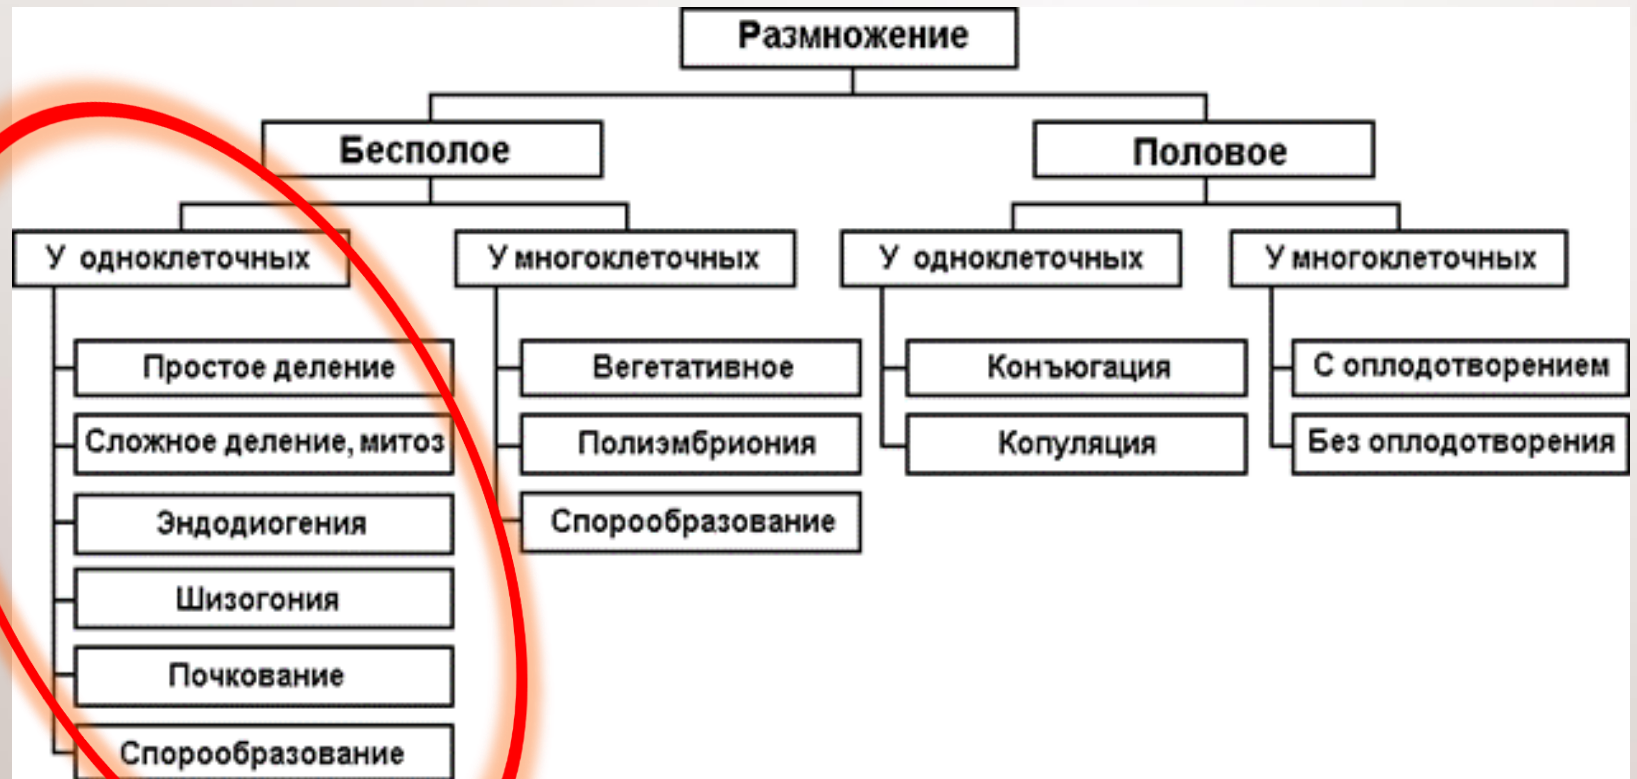 Размножение
Бесполое
Половое
У одноклеточных
У многоклеточных
У одноклеточных
У многоклеточных
Простое деление
Сложное деление, митоз
Эндодиогения
Шизогония
Почкование
Спорообразование
Вегетативное
Полиэмбриония
Спорообразование
Конъюгация
Копуляция
С оплодотворением
Без оплодотворения